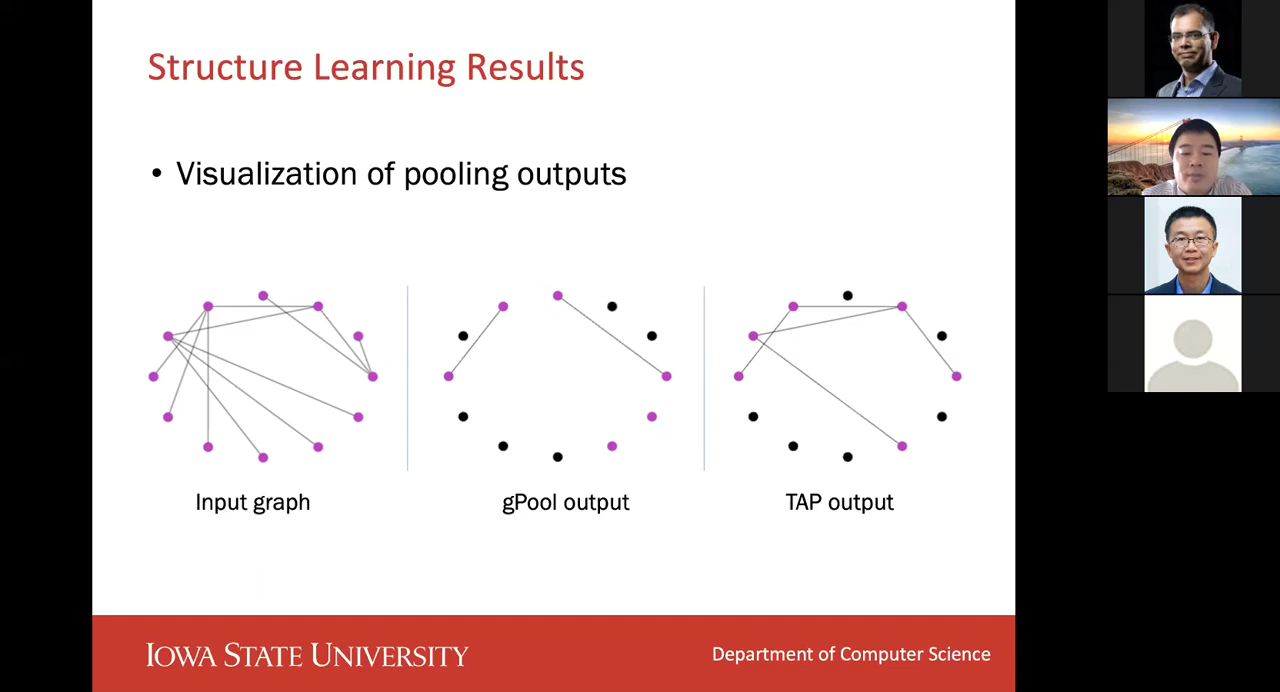 Structure Learning Results
• Visualization of pooling outputs
Input graph
gPool output
TAP output
IOWA STATE UNIVERSITY
Department of Computer Science